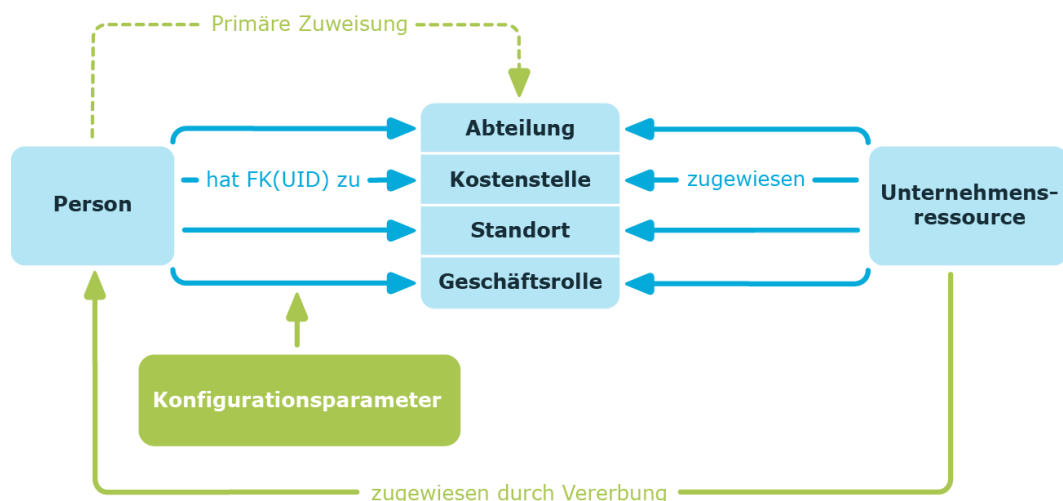 Primäre Zuweisung
Abteilung
Kostenstelle
Standort
Geschäftsrolle
Person
hat FK(UID) zu
zugewiesen
Unternehmens-
ressource
Konfigurationsparameter
zugewiesen durch Vererbung